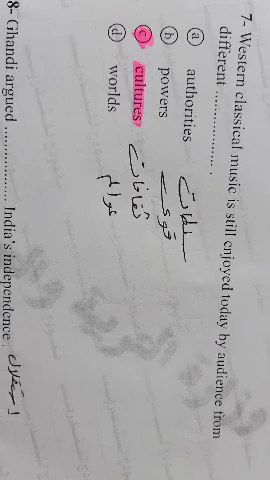 7- Western classical music is still enjoyed today by audience from
different ................... .
a authorities سلطات
b powers قوى
c cultures ثقافات
d worlds عوالم
8- Ghandi argued ................... India's independence. استقلال